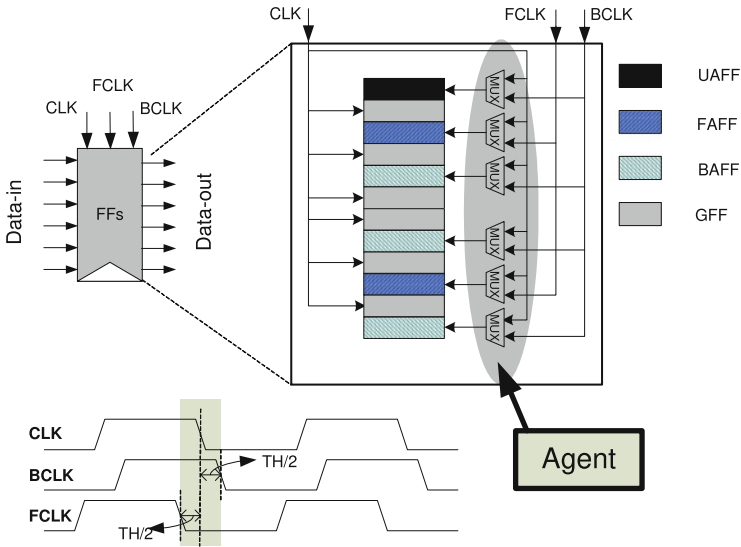 CLK
FCLK
BCLK
FCLK
CLK
BCLK
Data-in
FFs
Data-out
MUX
MUX
MUX
MUX
MUX
MUX
UAFF
FAFF
BAFF
GFF
Agent
CLK
BCLK
TH/2
FCLK
TH/2